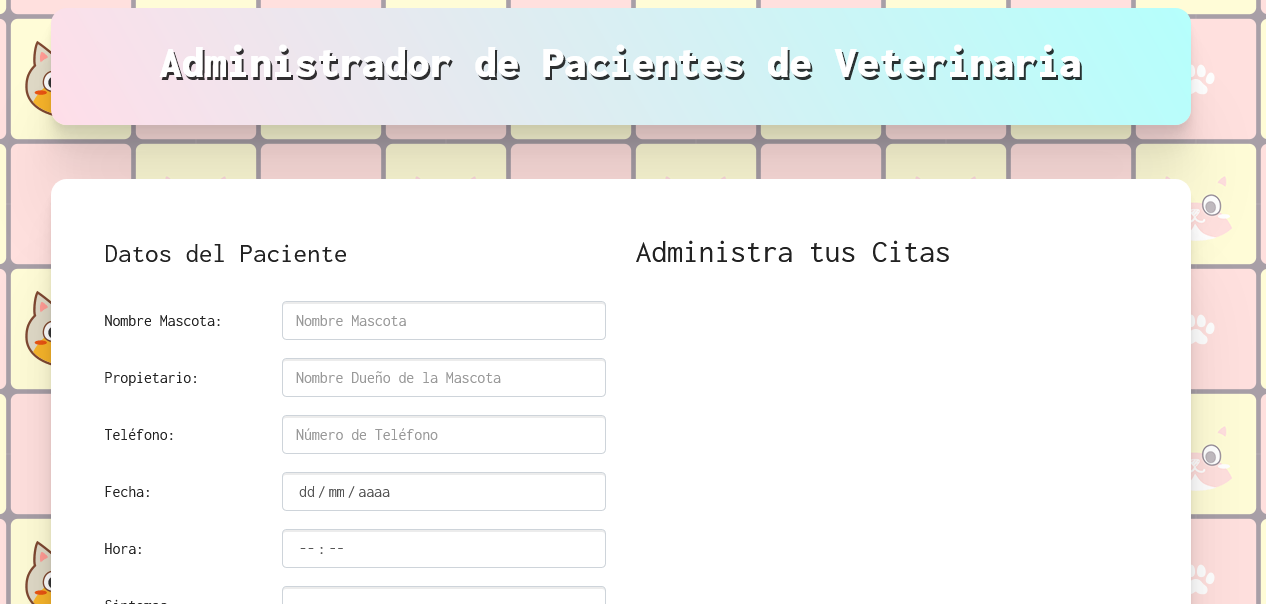 Administrador de Pacientes de Veterinaria
Datos del Paciente
Administra tus Citas
Nombre Mascota:
Nombre Mascota
Propietario:
Nombre Dueño de la Mascota
Teléfono:
Número de Teléfono
Fecha:
dd/mm/aaaa
Hora:
--:--